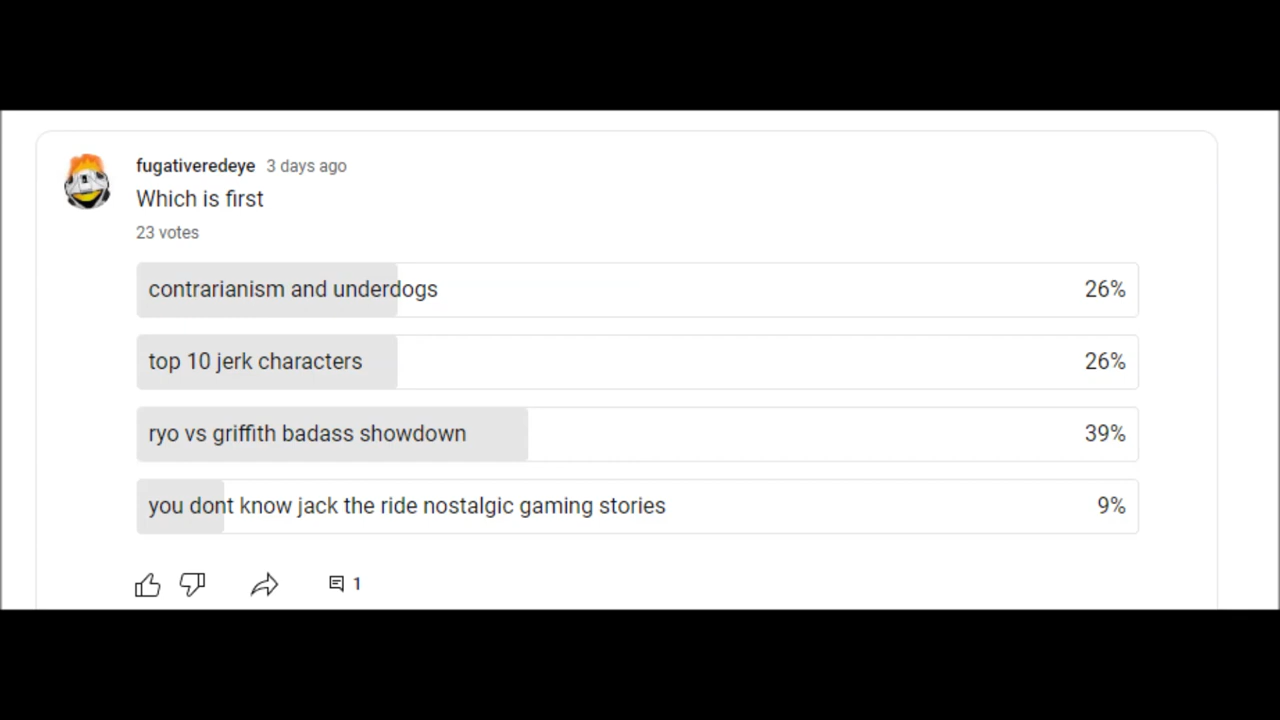 fugativeredeye 3 days ago
Which is first
23 votes
contrarianism and underdogs 26%
top 10 jerk characters 26%
ryo vs griffith badass showdown 39%
you dont know jack the ride nostalgic gaming stories 9%
1